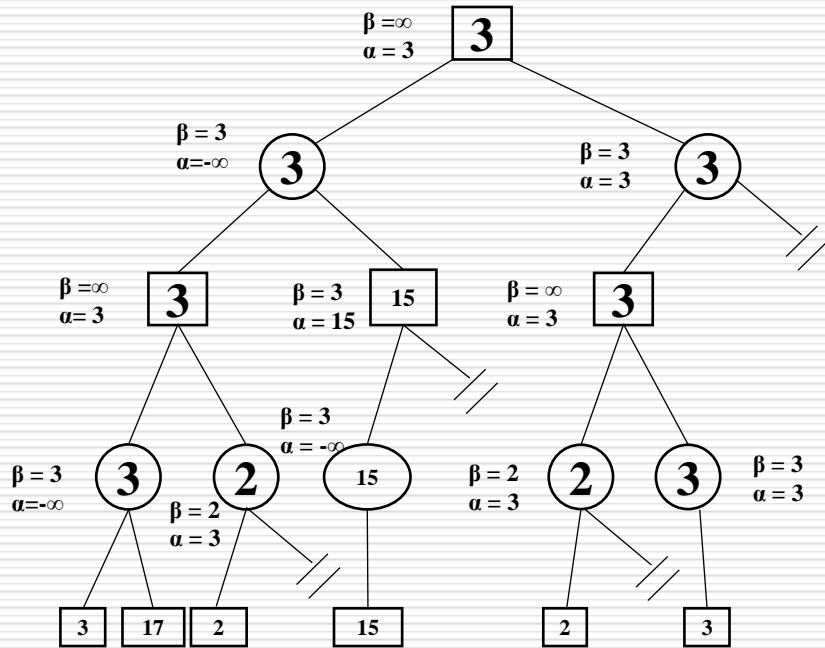 β =∞
α = 3
3
β = 3
α=-∞
3
β = 3
α = 3
3
β =∞
α= 3
3
β = 3
α = 15
15
β = ∞
α = 3
3
β = 3
α=-∞
3
β = 2
α = 3
2
β = 3
α = -∞
15
β = 2
α = 3
2
3
β = 3
α = 3
3
17
2
15
2
3